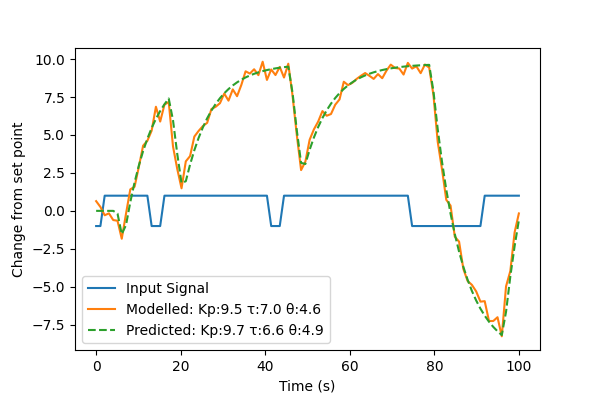 10.0
7.5
5.0
2.5
0.0
−2.5
−5.0
−7.5
Change from set point
Input Signal
Modelled: Kp:9.5 τ:7.0 θ:4.6
Predicted: Kp:9.7 τ:6.6 θ:4.9
0 20 40 60 80 100
Time (s)